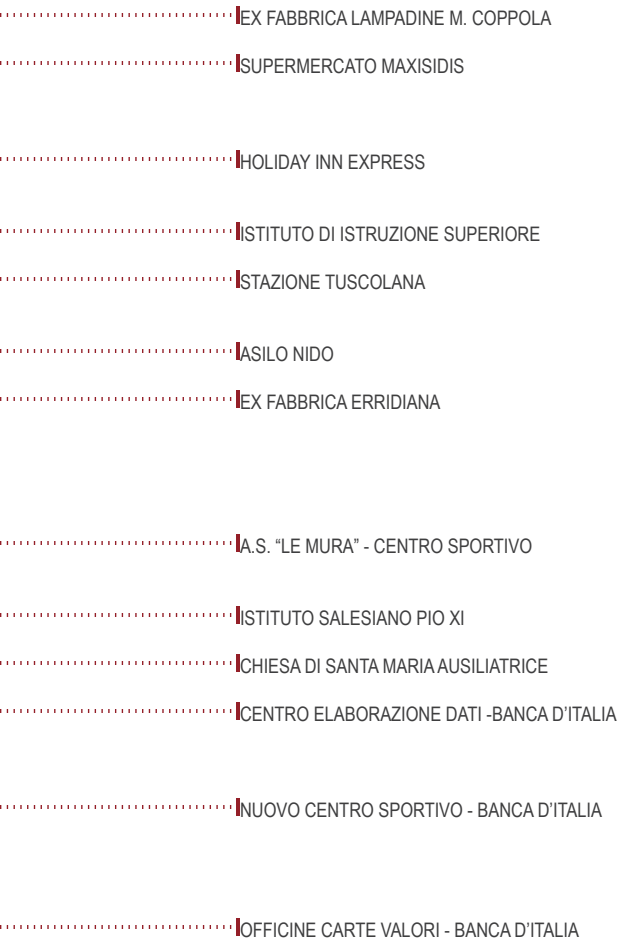 EX FABBRICA LAMPADINE M. COPPOLA
SUPERMERCATO MAXISIDIS
HOLIDAY INN EXPRESS
ISTITUTO DI ISTRUZIONE SUPERIORE
STAZIONE TUSCOLANA
ASILO NIDO
EX FABBRICA ERRIDIANA
A.S. “LE MURA” - CENTRO SPORTIVO
ISTITUTO SALESIANO PIO XI
CHIESA DI SANTA MARIA AUSILIATRICE
CENTRO ELABORAZIONE DATI -BANCA D’ITALIA
NUOVO CENTRO SPORTIVO - BANCA D’ITALIA
OFFICINE CARTE VALORI - BANCA D’ITALIA